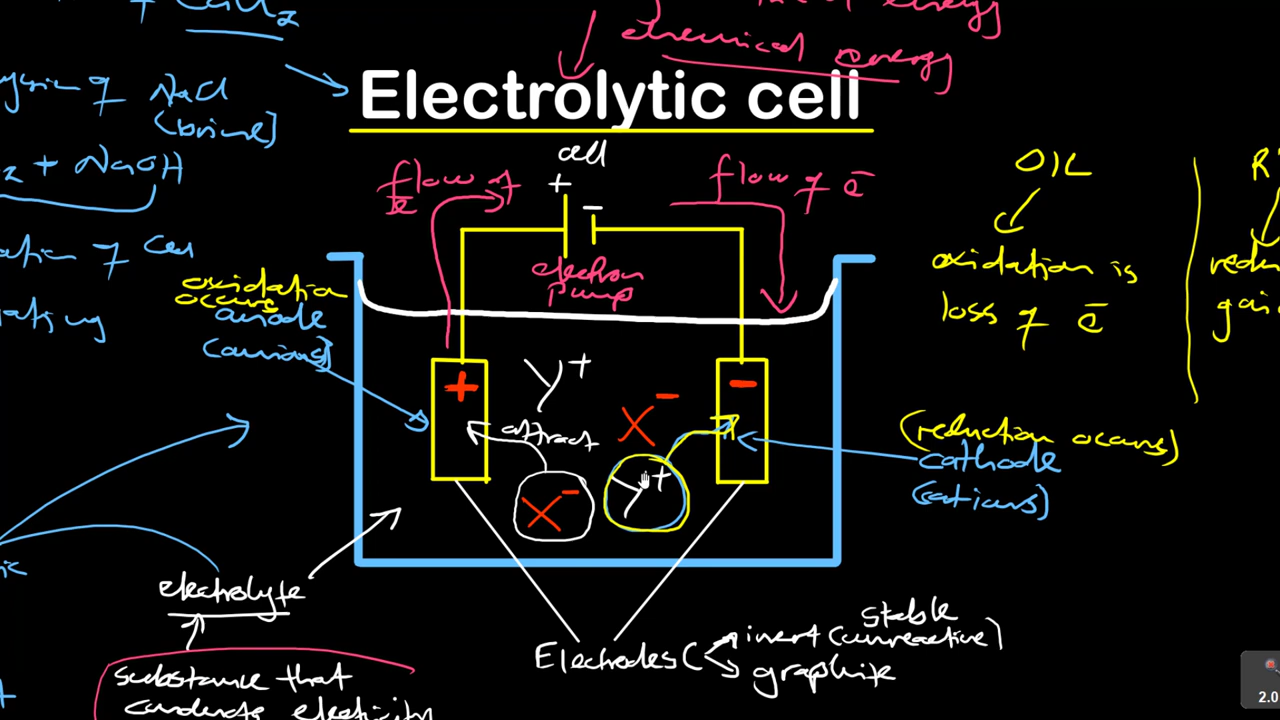 chemical energy
energy
Electrolytic cell
NaCl
(brine)
+ NaOH
cell
+
−
flow of
e̅
flow of e̅
electron
pump
OIL
oxidation is
loss of e̅
oxidation
occurs
anode
(anions)
+
−
Y⁺
X⁻
attract
X⁻
Y⁺
(reduction occurs)
cathode
(cations)
electrolyte
substance that
conducts electricity
Electrodes
stable
inert (unreactive)
graphite
2.0